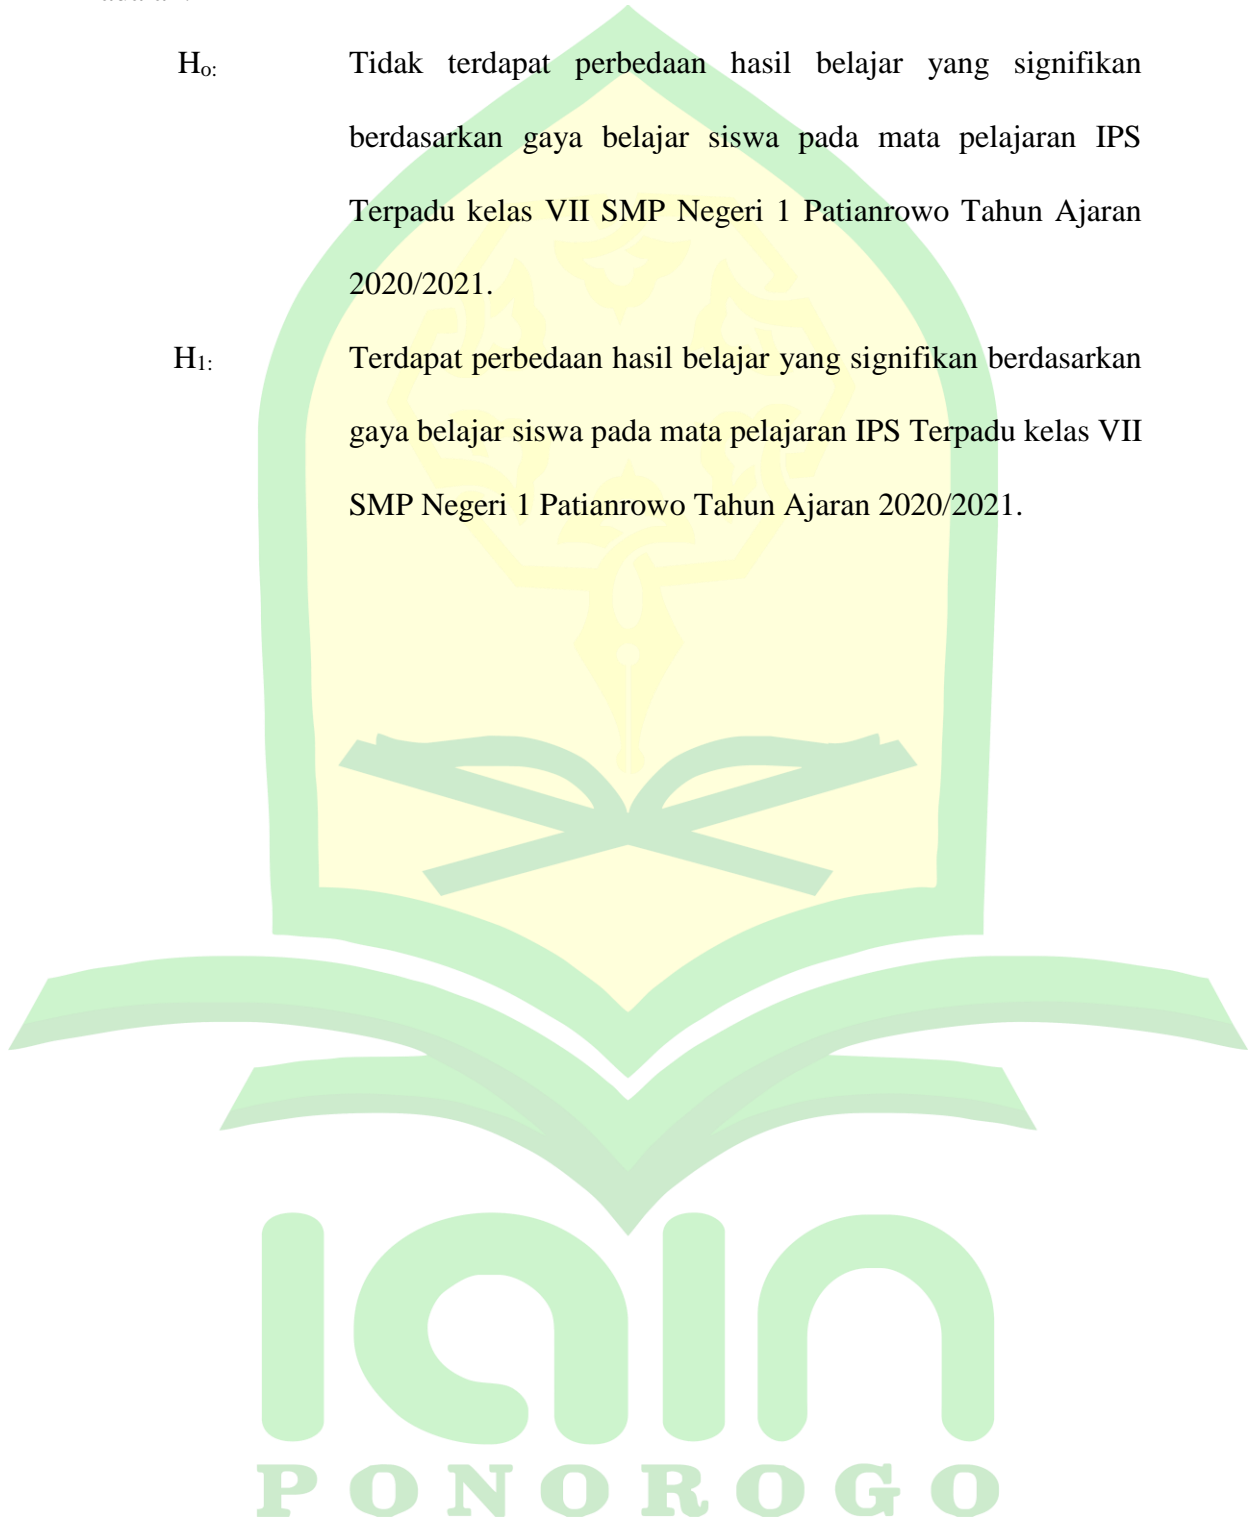 Ho: Tidak terdapat perbedaan hasil belajar yang signifikan
berdasarkan gaya belajar siswa pada mata pelajaran IPS
Terpadu kelas VII SMP Negeri 1 Patianrowo Tahun Ajaran
2020/2021.
H1: Terdapat perbedaan hasil belajar yang signifikan berdasarkan
gaya belajar siswa pada mata pelajaran IPS Terpadu kelas VII
SMP Negeri 1 Patianrowo Tahun Ajaran 2020/2021.
iain
PONOROGO